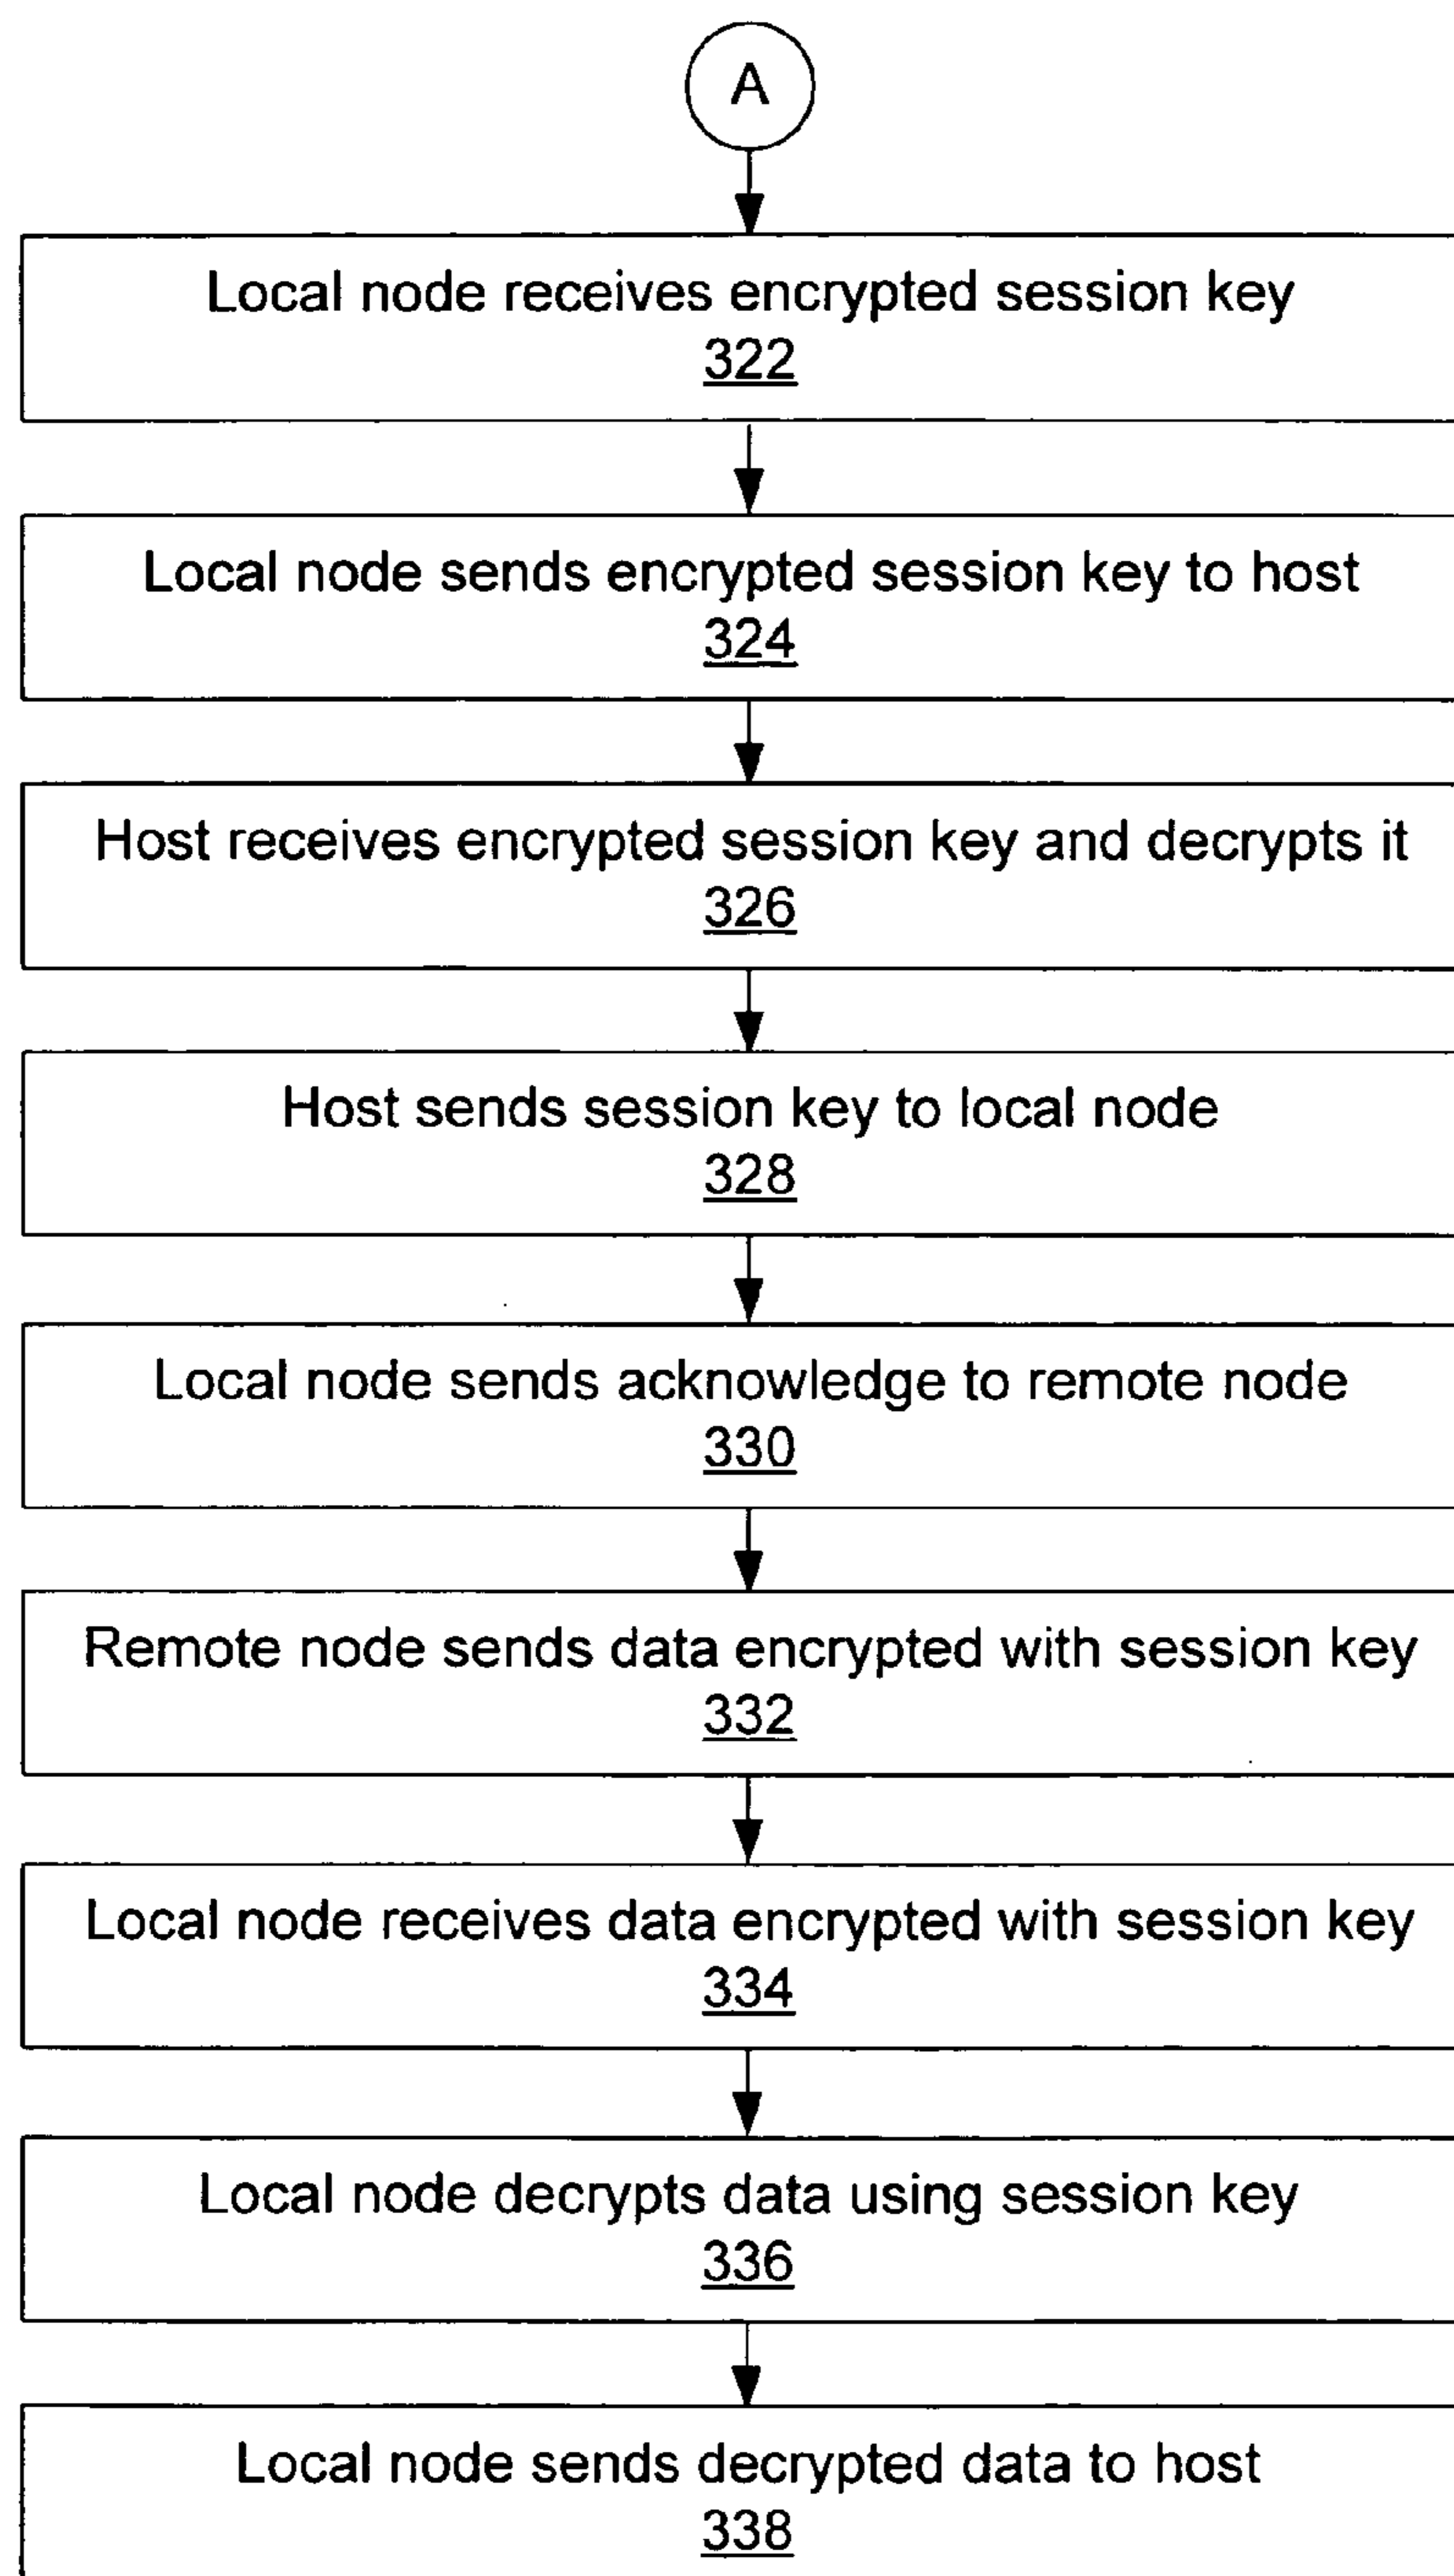 A
Local node receives encrypted session key
322
Local node sends encrypted session key to host
324
Host receives encrypted session key and decrypts it
326
Host sends session key to local node
328
Local node sends acknowledge to remote node
330
Remote node sends data encrypted with session key
332
Local node receives data encrypted with session key
334
Local node decrypts data using session key
336
Local node sends decrypted data to host
338